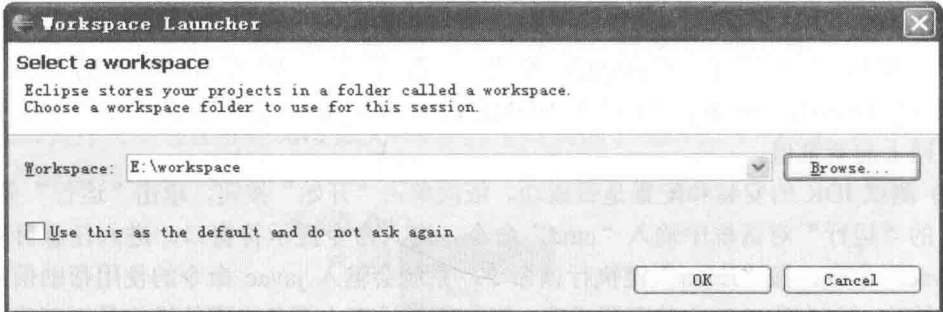 Workspace Launcher
Select a workspace
Eclipse stores your projects in a folder called a workspace.
Choose a workspace folder to use for this session.
Workspace: E:\workspace Browse...
Use this as the default and do not ask again
OK Cancel